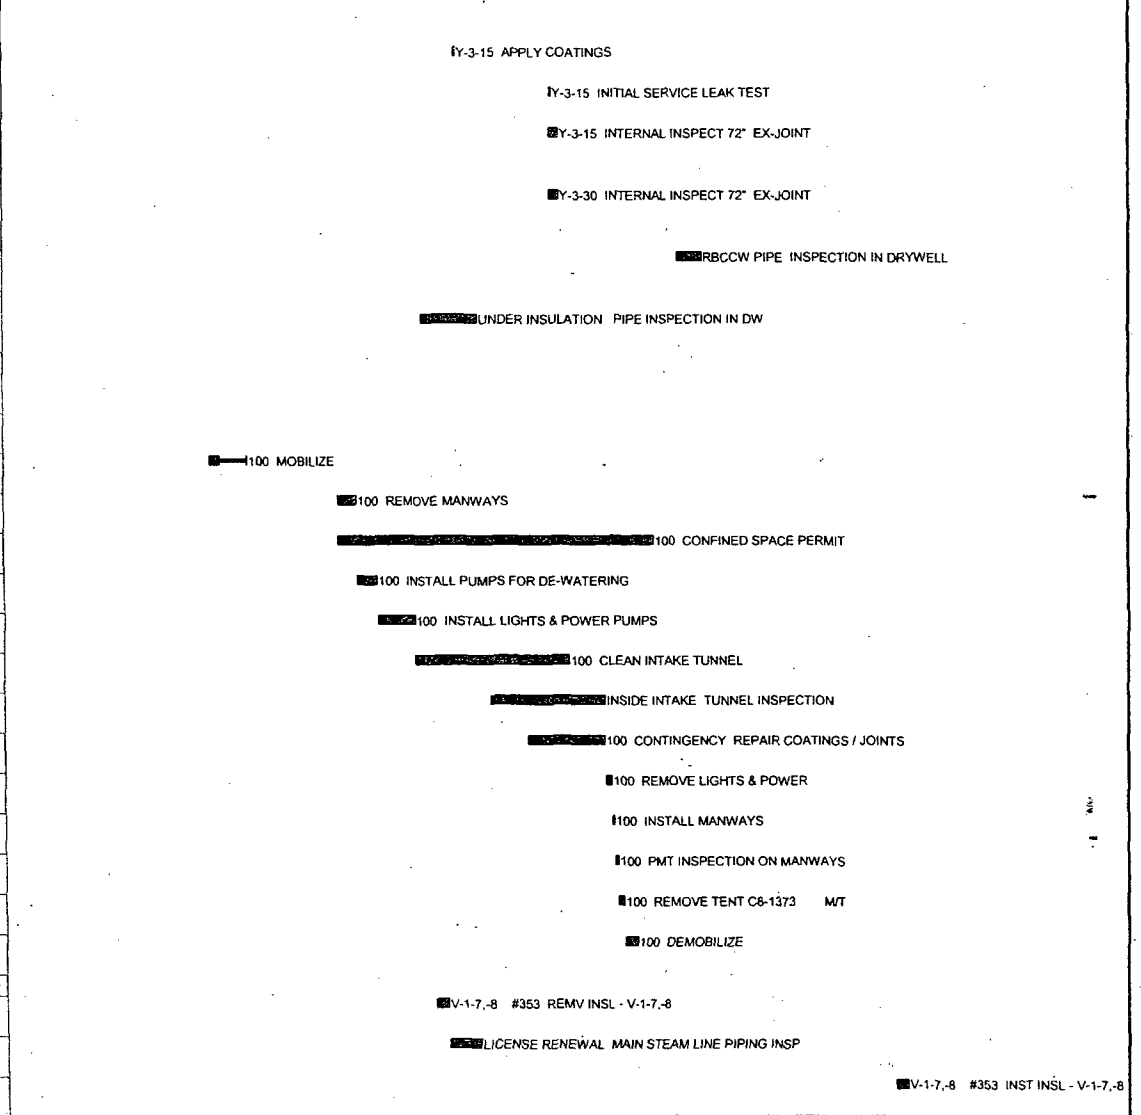 Y-3-15 APPLY COATINGS
Y-3-15 INITIAL SERVICE LEAK TEST
Y-3-15 INTERNAL INSPECT 72" EX-JOINT
Y-3-30 INTERNAL INSPECT 72" EX-JOINT
RBCCW PIPE INSPECTION IN DRYWELL
UNDER INSULATION PIPE INSPECTION IN DW
100 MOBILIZE
100 REMOVE MANWAYS
100 CONFINED SPACE PERMIT
100 INSTALL PUMPS FOR DE-WATERING
100 INSTALL LIGHTS & POWER PUMPS
100 CLEAN INTAKE TUNNEL
INSIDE INTAKE TUNNEL INSPECTION
100 CONTINGENCY REPAIR COATINGS / JOINTS
100 REMOVE LIGHTS & POWER
100 INSTALL MANWAYS
100 PMT INSPECTION ON MANWAYS
100 REMOVE TENT C6-1373 M/T
100 DEMOBILIZE
V-1-7,-8 #353 REMV INSL - V-1-7,-8
LICENSE RENEWAL MAIN STEAM LINE PIPING INSP
V-1-7,-8 #353 INST INSL - V-1-7,-8